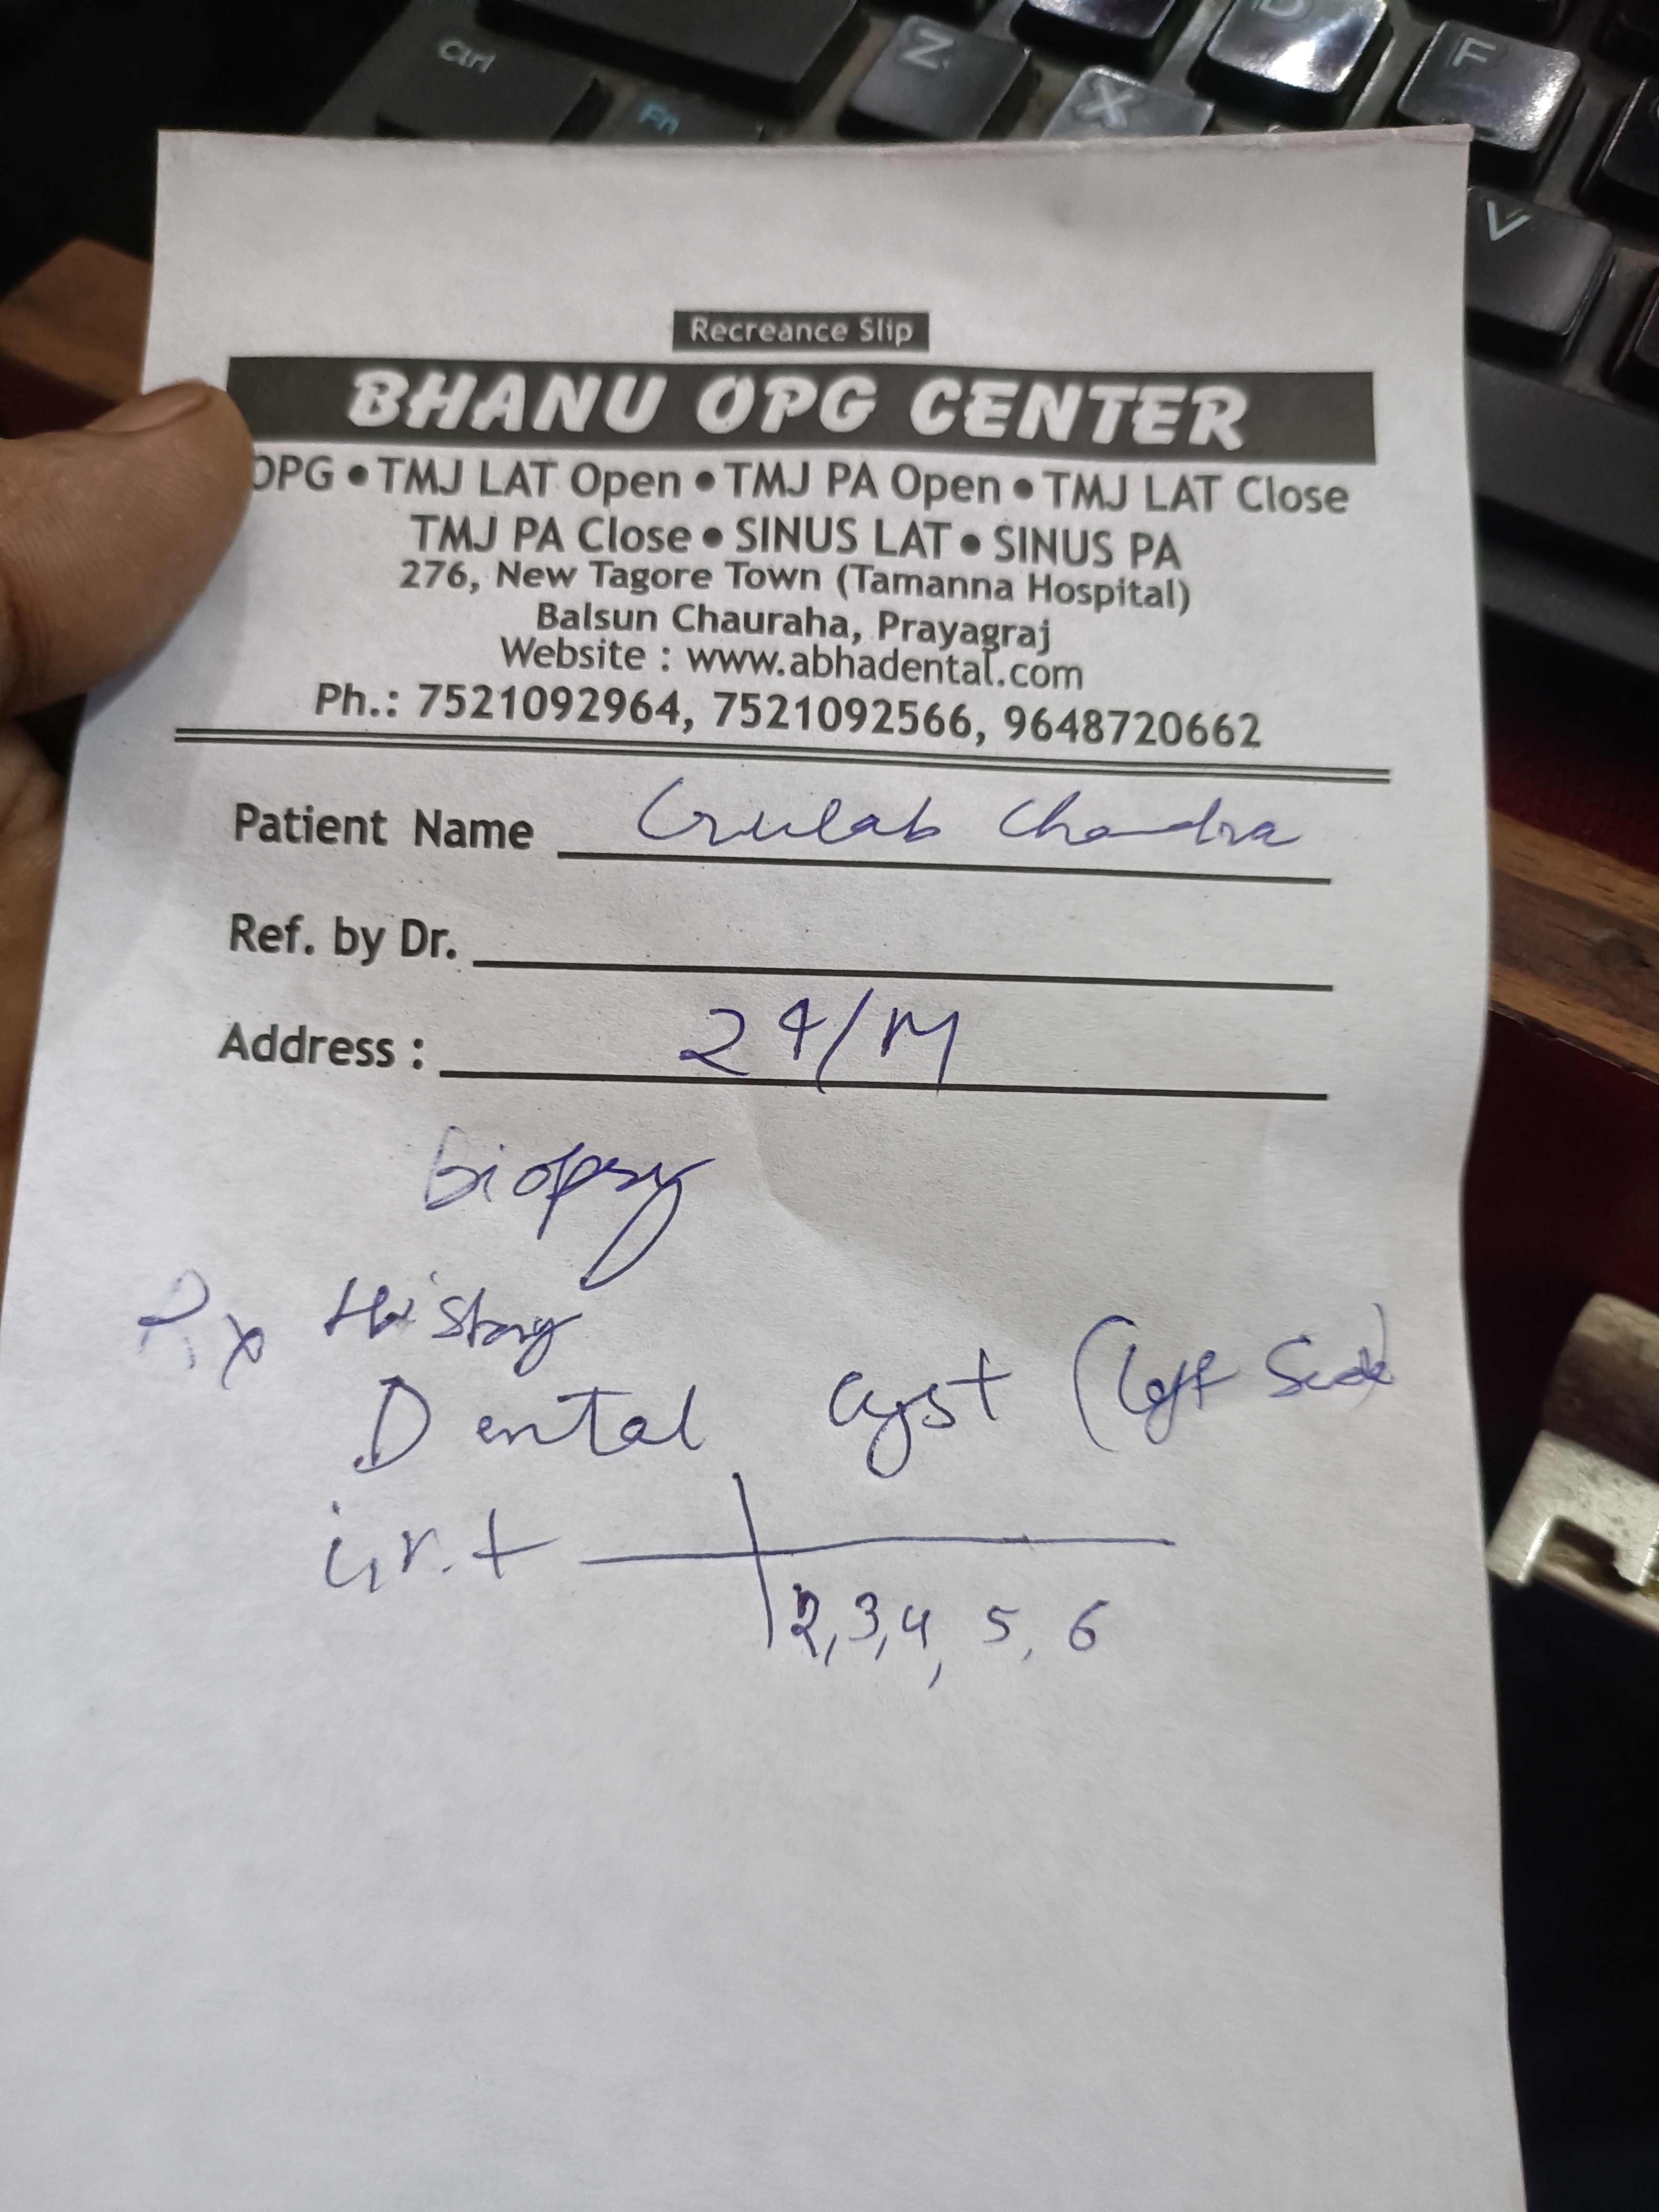 Ctrl
Fn
Z
X
D
F
V
Recreance Slip
BHANU OPG CENTER
OPG • TMJ LAT Open • TMJ PA Open • TMJ LAT Close
TMJ PA Close • SINUS LAT • SINUS PA
276, New Tagore Town (Tamanna Hospital)
Balsun Chauraha, Prayagraj
Website : www.abhadental.com
Ph.: 7521092964, 7521092566, 9648720662
Patient Name Gulab Chandra
Ref. by Dr.
Address : 24/M
Biopsy
Rx History
Dental Cyst (Left Side)
i.r.t
2, 3, 4, 5, 6